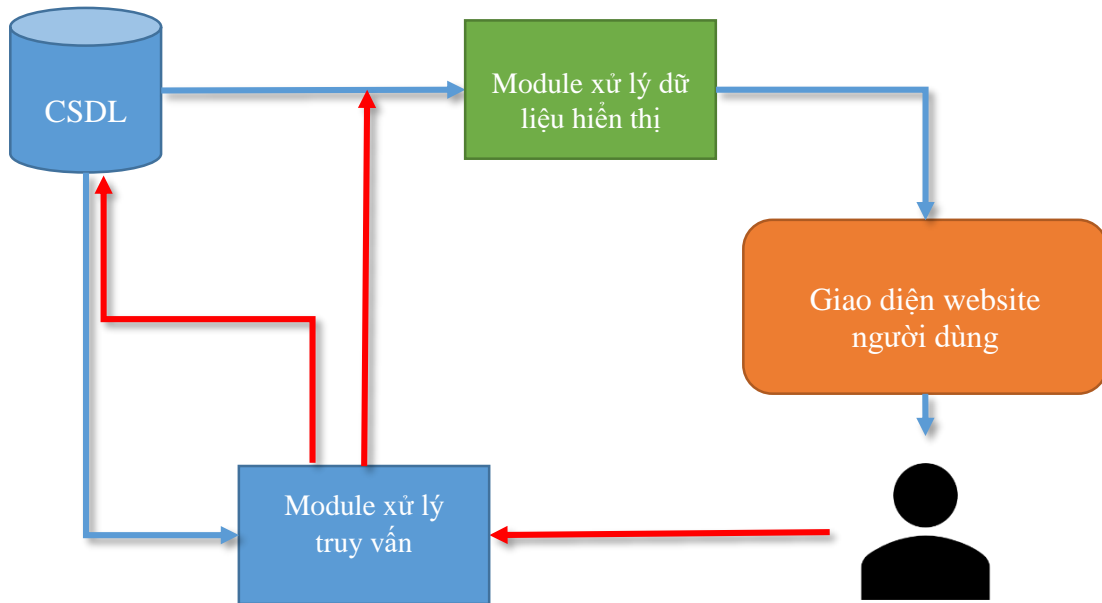 CSDL
Module xử lý dữ
liệu hiển thị
Giao diện website
người dùng
Module xử lý
truy vấn